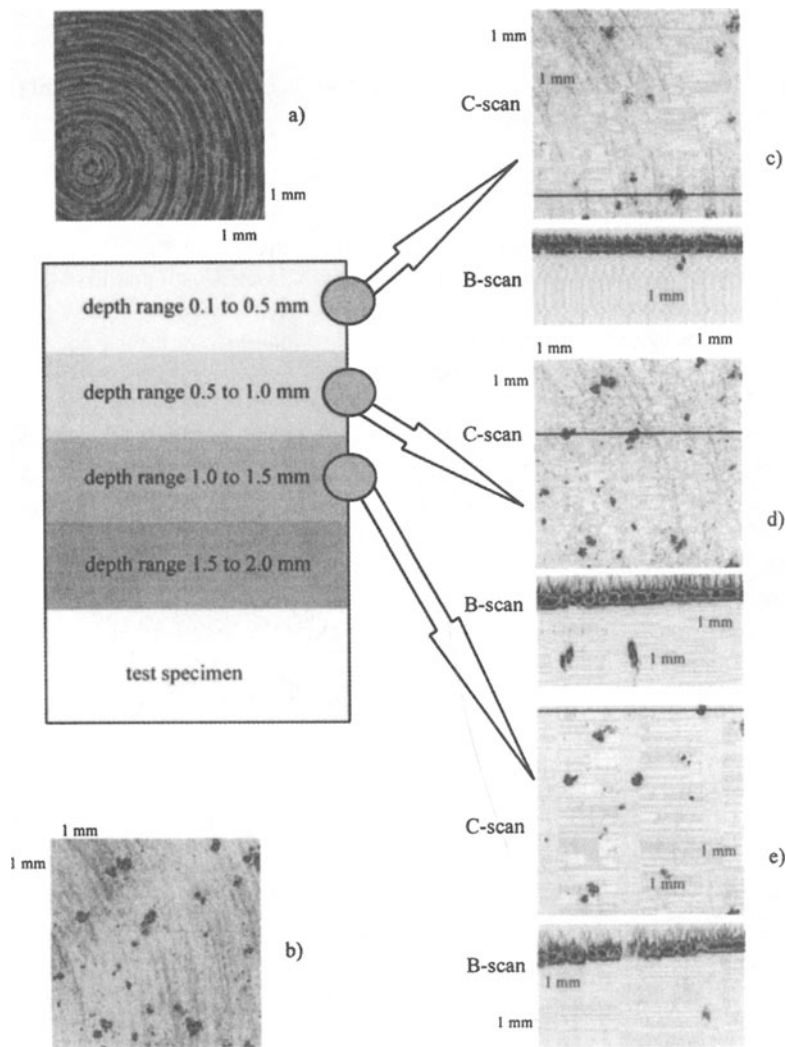 a)
1 mm
1 mm
depth range 0.1 to 0.5 mm
depth range 0.5 to 1.0 mm
depth range 1.0 to 1.5 mm
depth range 1.5 to 2.0 mm
test specimen
1 mm
1 mm
b)
1 mm
1 mm
C-scan
c)
B-scan
1 mm
1 mm
1 mm
1 mm
C-scan
d)
B-scan
1 mm
1 mm
C-scan
1 mm
e)
1 mm
B-scan
1 mm
1 mm